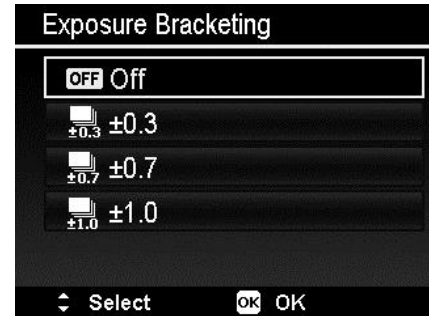 Exposure Bracketing
OFF Off
±0.3 ±0.3
±0.7 ±0.7
±1.0 ±1.0
Select OK OK